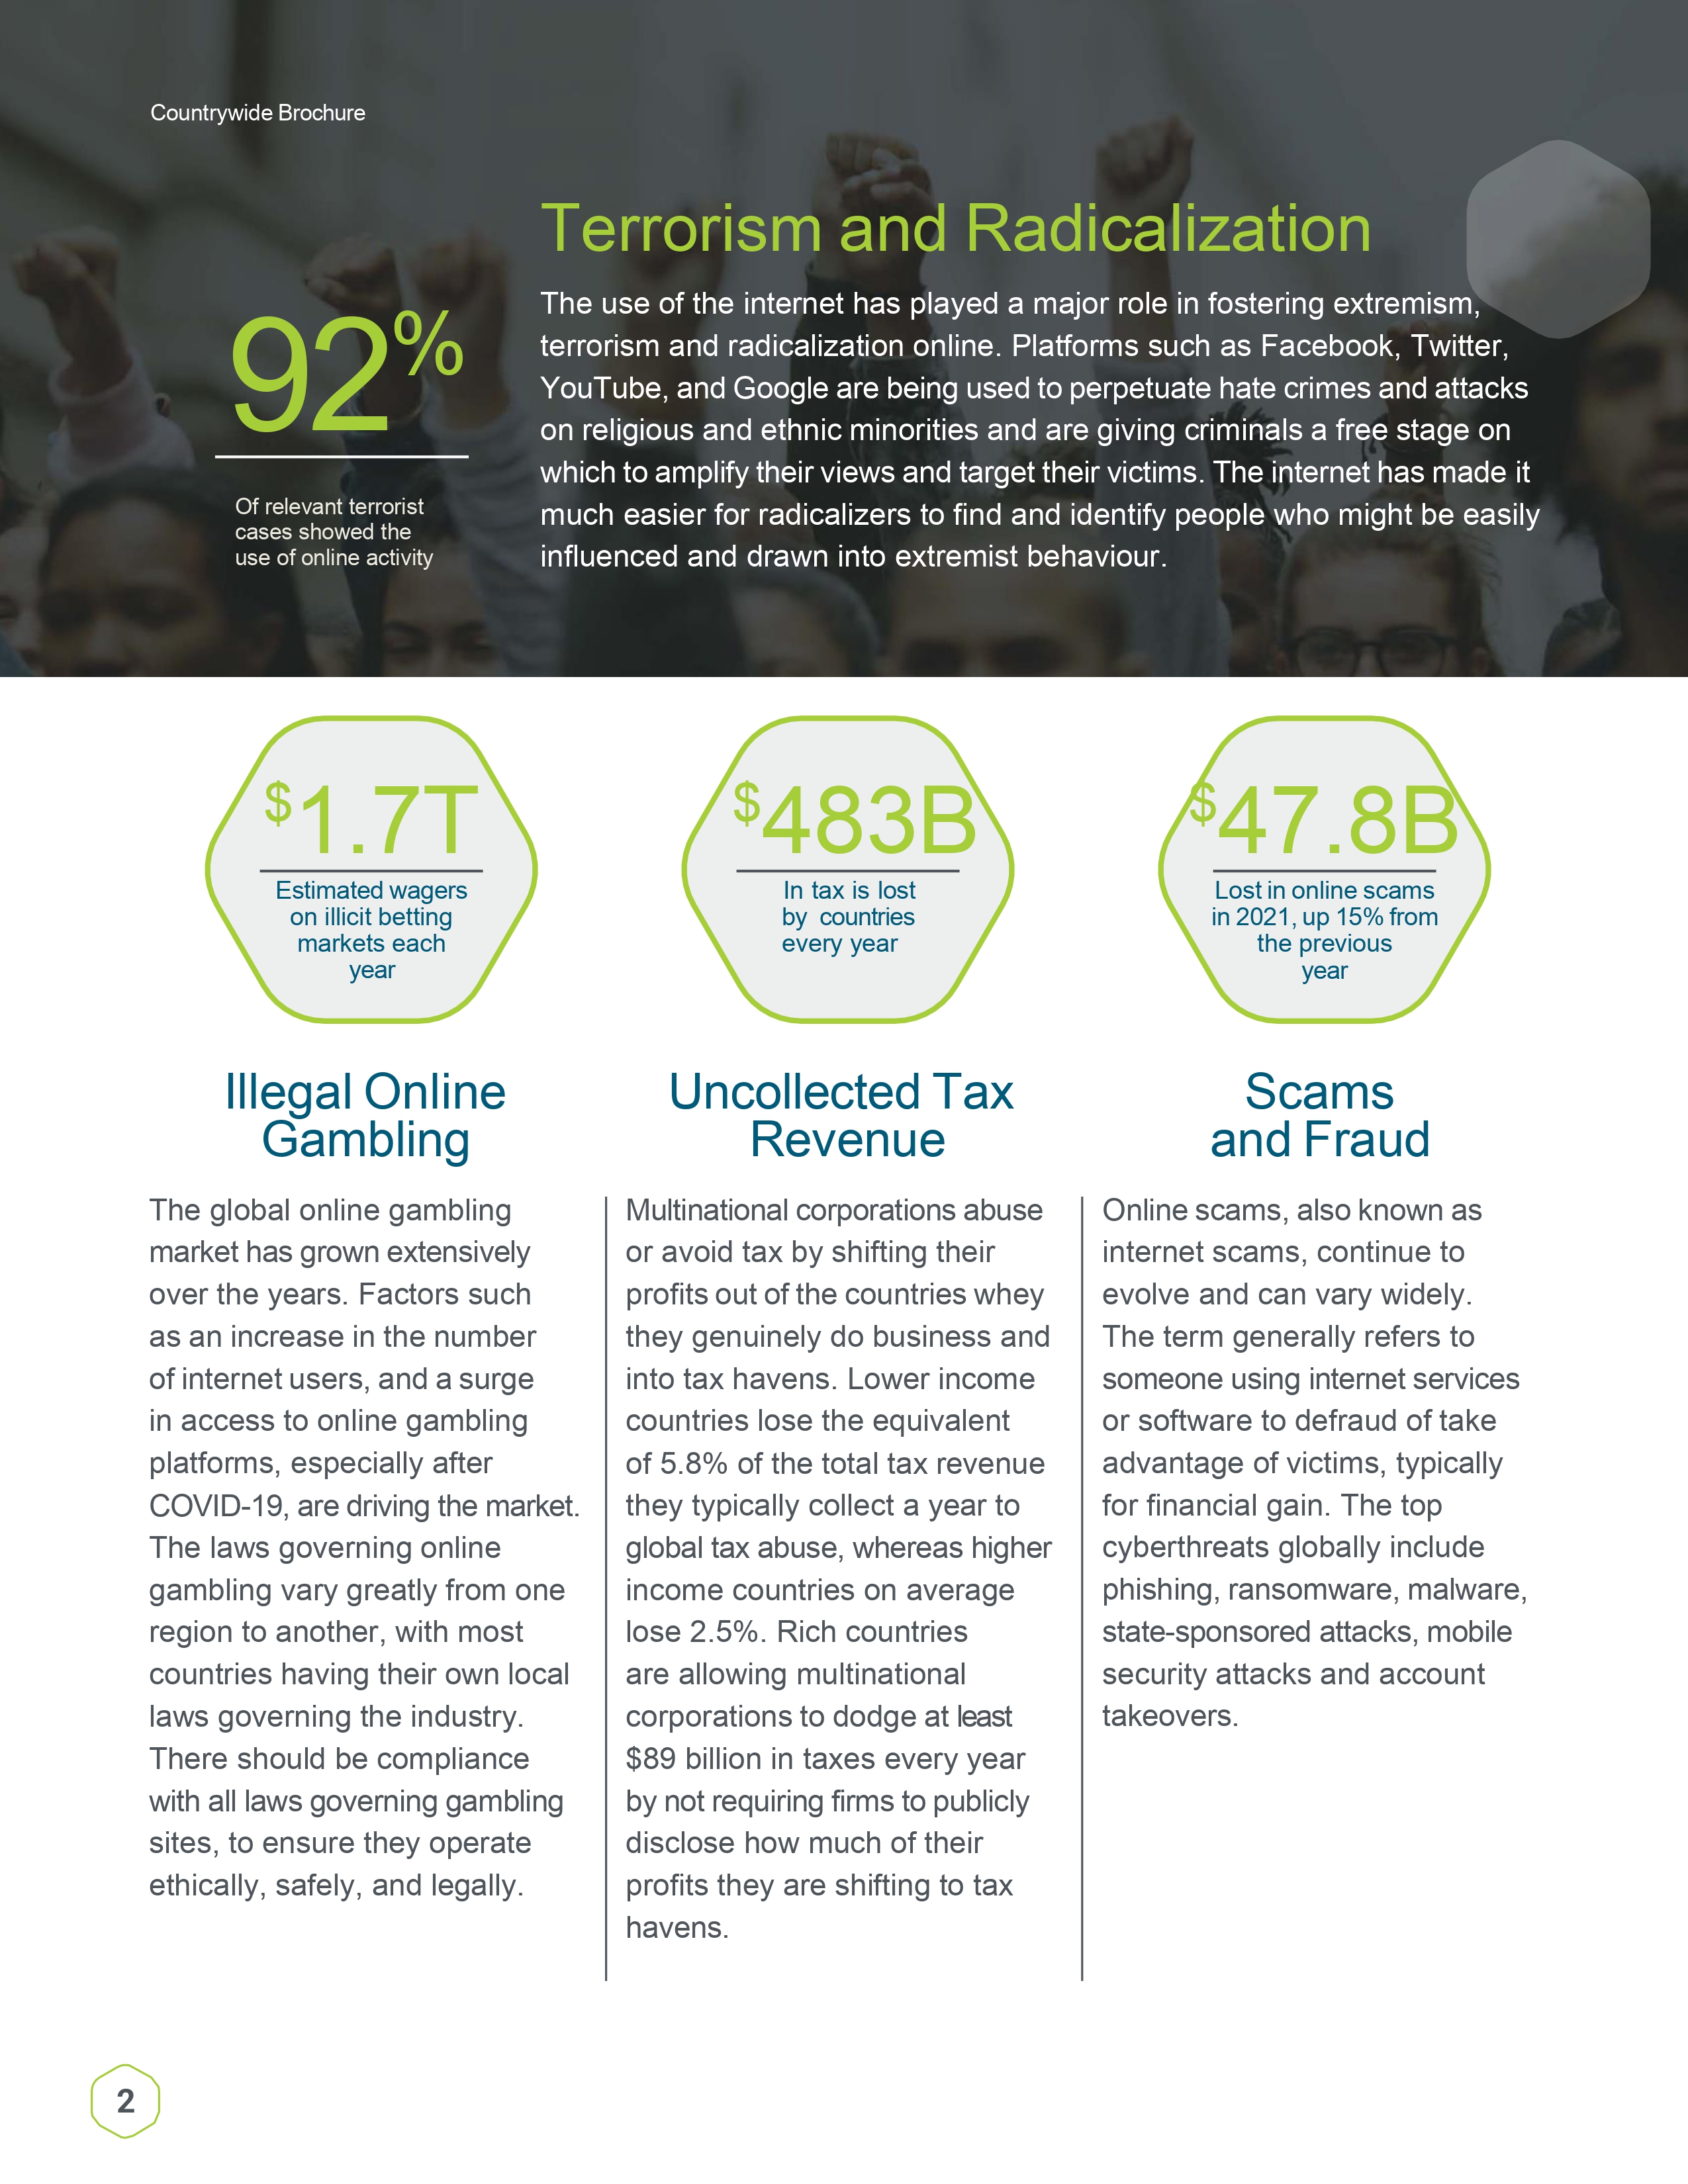 Countrywide Brochure
Terrorism and Radicalization
92%
Of relevant terrorist
cases showed the
use of online activity
The use of the internet has played a major role in fostering extremism,
terrorism and radicalization online. Platforms such as Facebook, Twitter,
YouTube, and Google are being used to perpetuate hate crimes and attacks
on religious and ethnic minorities and are giving criminals a free stage on
which to amplify their views and target their victims. The internet has made it
much easier for radicalizers to find and identify people who might be easily
influenced and drawn into extremist behaviour.
$1.7T
Estimated wagers
on illicit betting
markets each
year
$483B
In tax is lost
by countries
every year
$47.8B
Lost in online scams
in 2021, up 15% from
the previous
year
Illegal Online
Gambling
The global online gambling
market has grown extensively
over the years. Factors such
as an increase in the number
of internet users, and a surge
in access to online gambling
platforms, especially after
COVID-19, are driving the market.
The laws governing online
gambling vary greatly from one
region to another, with most
countries having their own local
laws governing the industry.
There should be compliance
with all laws governing gambling
sites, to ensure they operate
ethically, safely, and legally.
Uncollected Tax
Revenue
Multinational corporations abuse
or avoid tax by shifting their
profits out of the countries whey
they genuinely do business and
into tax havens. Lower income
countries lose the equivalent
of 5.8% of the total tax revenue
they typically collect a year to
global tax abuse, whereas higher
income countries on average
lose 2.5%. Rich countries
are allowing multinational
corporations to dodge at least
$89 billion in taxes every year
by not requiring firms to publicly
disclose how much of their
profits they are shifting to tax
havens.
Scams
and Fraud
Online scams, also known as
internet scams, continue to
evolve and can vary widely.
The term generally refers to
someone using internet services
or software to defraud of take
advantage of victims, typically
for financial gain. The top
cyberthreats globally include
phishing, ransomware, malware,
state-sponsored attacks, mobile
security attacks and account
takeovers.
2